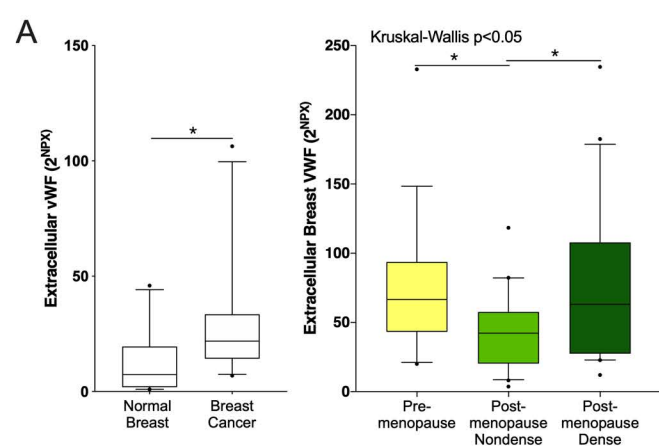 A
Extracellular vWF (2^NPX)
150
100
50
0
*
Normal
Breast
Breast
Cancer
Kruskal-Wallis p<0.05
Extracellular Breast VWF (2^NPX)
250
200
150
100
50
0
*
*
Pre-
menopause
Post-
menopause
Nondense
Post-
menopause
Dense